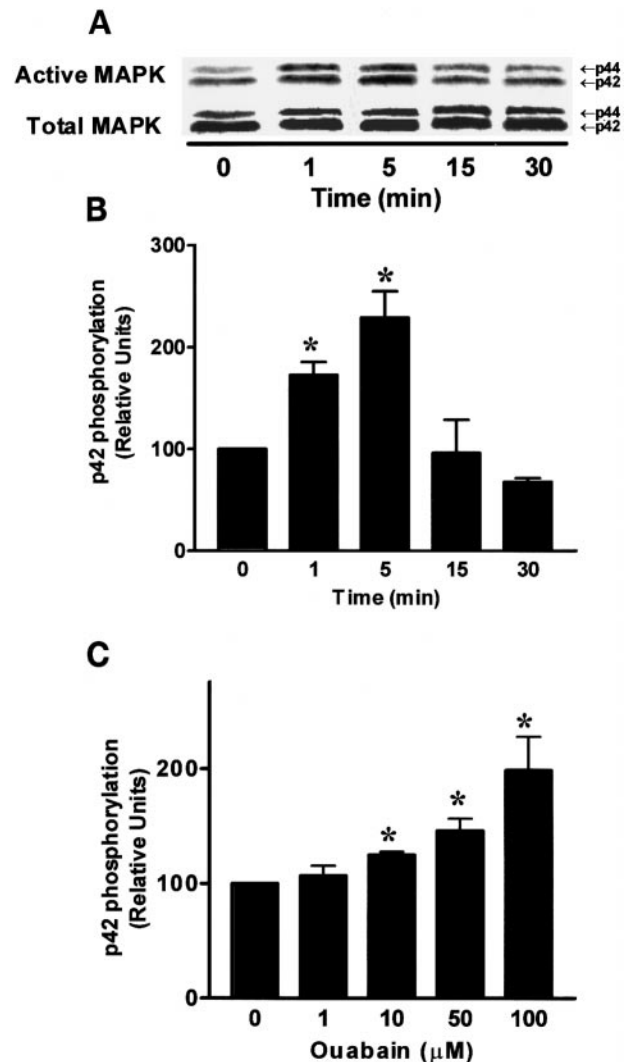 A
Active MAPK
←p44
←p42
Total MAPK
←p44
←p42
0 1 5 15 30
Time (min)
B
p42 phosphorylation
(Relative Units)
300
200
100
0
* *
0 1 5 15 30
Time (min)
C
p42 phosphorylation
(Relative Units)
200
100
0
* * *
0 1 10 50 100
Ouabain (μM)